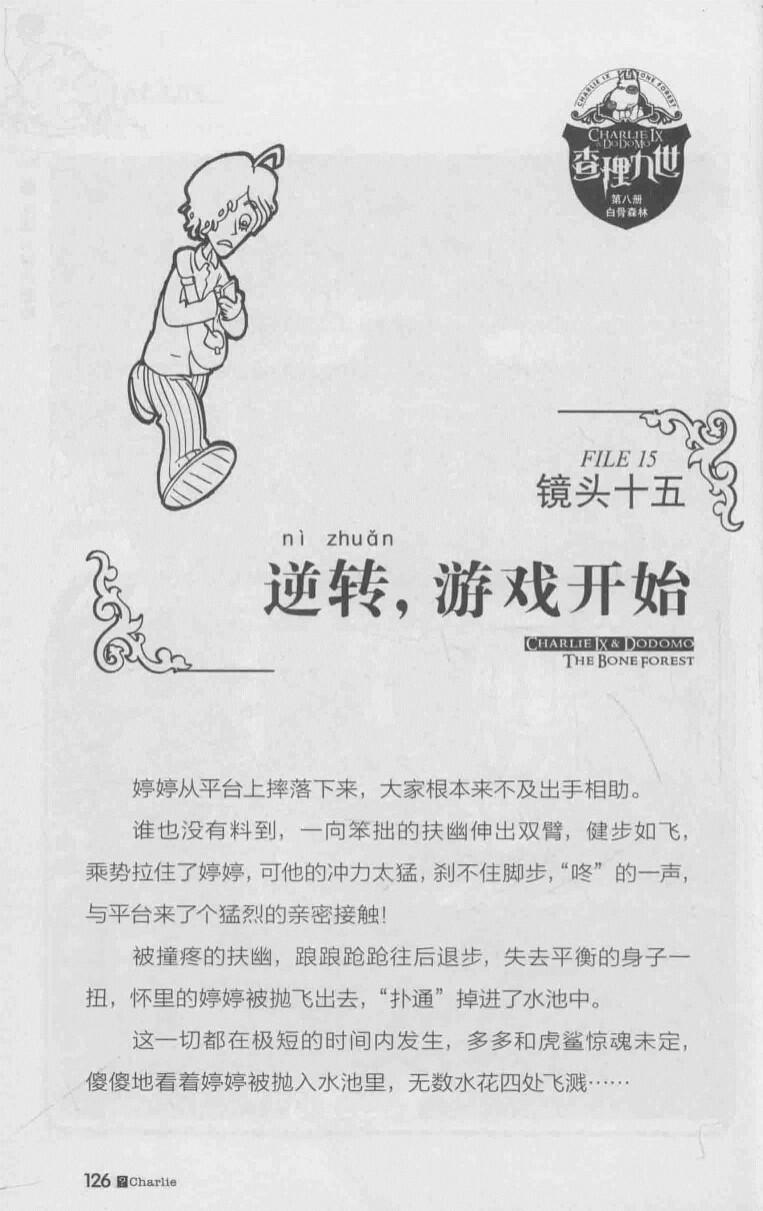 CHARLIE IX BONE FOREST
CHARLIE IX
& DODOMO
查理九世
第八册
白骨森林
FILE 15
镜头十五
nì zhuǎn
逆转，游戏开始
CHARLIE IX & DODOMO
THE BONE FOREST
婷婷从平台上摔落下来，大家根本来不及出手相助。
谁也没有料到，一向笨拙的扶幽伸出双臂，健步如飞，
乘势拉住了婷婷，可他的冲力太猛，刹不住脚步，“咚”的一声，
与平台来了个猛烈的亲密接触！
被撞疼的扶幽，踉踉跄跄往后退步，失去平衡的身子一
扭，怀里的婷婷被抛飞出去，“扑通”掉进了水池中。
这一切都在极短的时间内发生，多多和虎鲨惊魂未定，
傻傻地看着婷婷被抛入水池里，无数水花四处飞溅……
126 ? Charlie